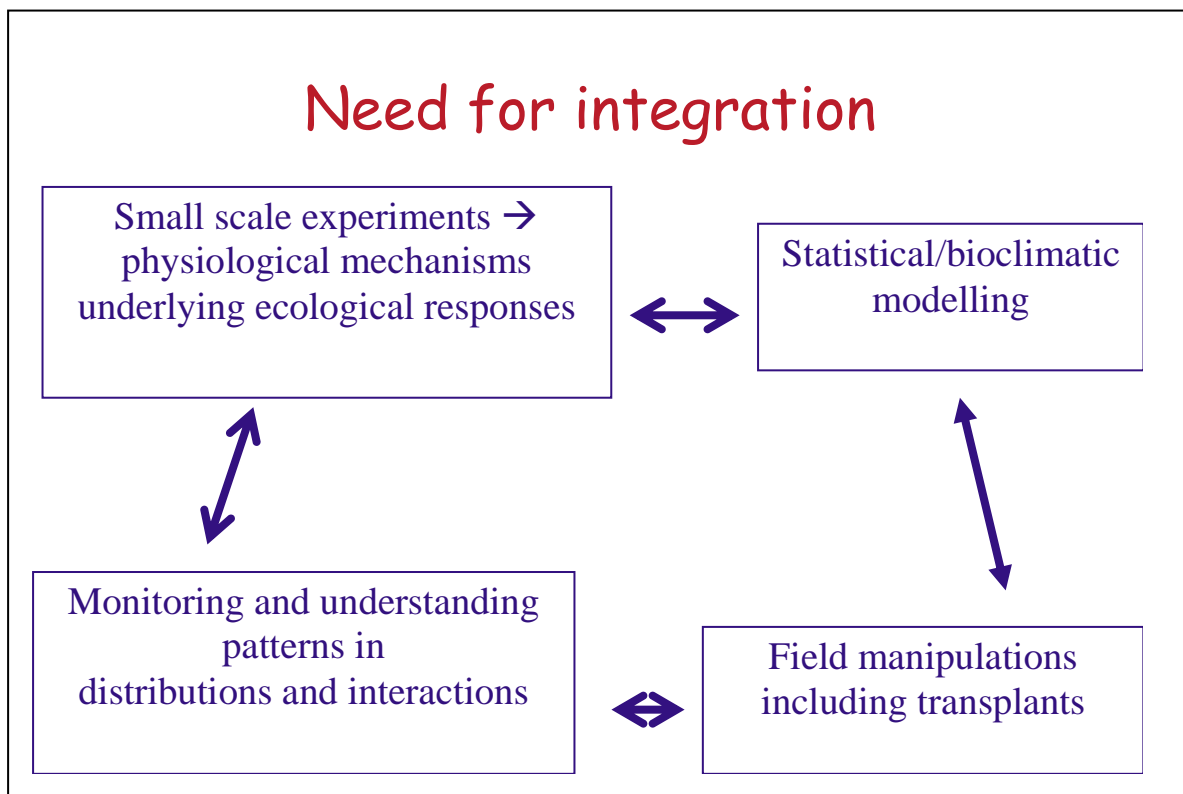 Need for integration
Small scale experiments →
physiological mechanisms
underlying ecological responses
Statistical/bioclimatic
modelling
Monitoring and understanding
patterns in
distributions and interactions
Field manipulations
including transplants